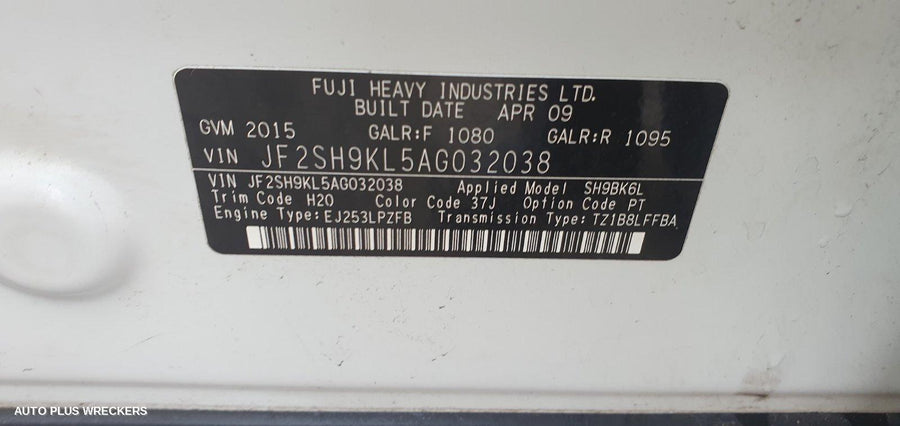 FUJI HEAVY INDUSTRIES LTD.
BUILT DATE APR 09
GVM 2015 GALR:F 1080 GALR:R 1095
VIN JF2SH9KL5AG032038
VIN JF2SH9KL5AG032038 Applied Model SH9BK6L
Trim Code H20 Color Code 37J Option Code PT
Engine Type:EJ253LPZFB Transmission Type:TZ1B8LFFBA
AUTO PLUS WRECKERS